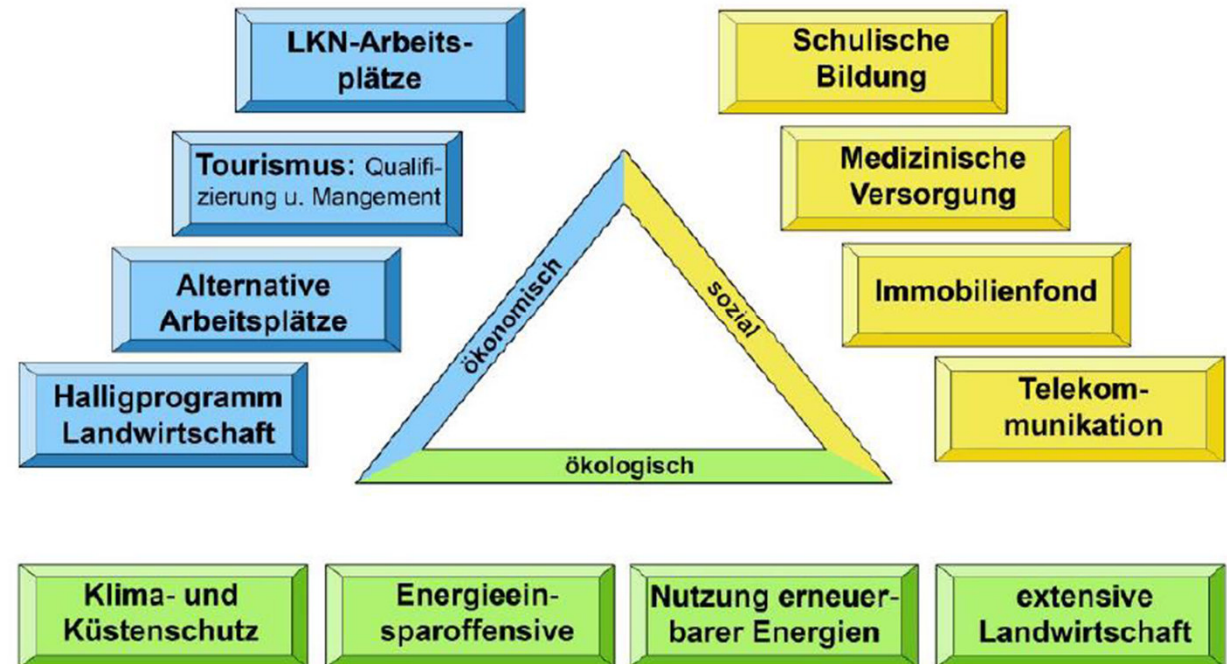 LKN-Arbeits-
plätze
Tourismus: Qualifi-
zierung u. Mangement
Alternative
Arbeitsplätze
Halligprogramm
Landwirtschaft
Schulische
Bildung
Medizinische
Versorgung
Immobilienfond
Telekom-
munikation
ökonomisch
sozial
ökologisch
Klima- und
Küstenschutz
Energieein-
sparoffensive
Nutzung erneuer-
barer Energien
extensive
Landwirtschaft